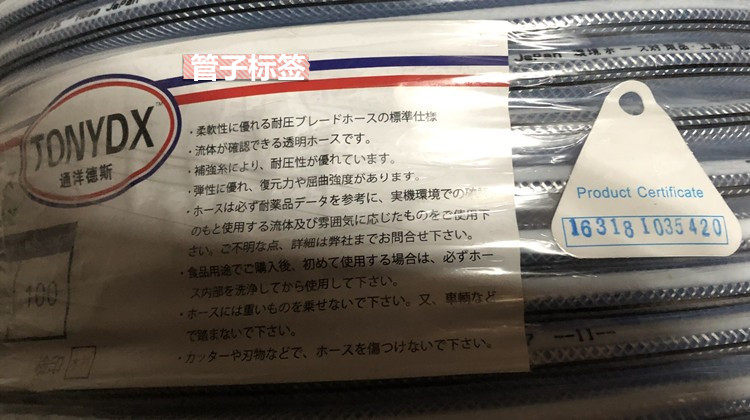 管子标签
TONYDX
™
通洋德斯
・柔軟性に優れる耐圧ブレードホースの標準仕様
・流体が確認できる透明ホースです。
・補強糸により、耐圧性が優れています。
・弾性に優れ、復元力や屈曲強度があります。
・ホースは必ず耐薬品データを参考に、実機環境での
のもと使用する流体及び雰囲気に応じたものをご使用下
さい。ご不明な点、詳細は弊社までお問合せ下さい。
・食品用途でご購入後、初めて使用する場合は、必ずホー
ス内部を洗浄してから使用して下さい。
・ホースには重いものを乗せないで下さい。又、車輌など
で踏まないで下さい。
・カッターや刃物などで、ホースを傷つけないで下さい。
100
Product Certificate
16318 1035420
Japan
--11--